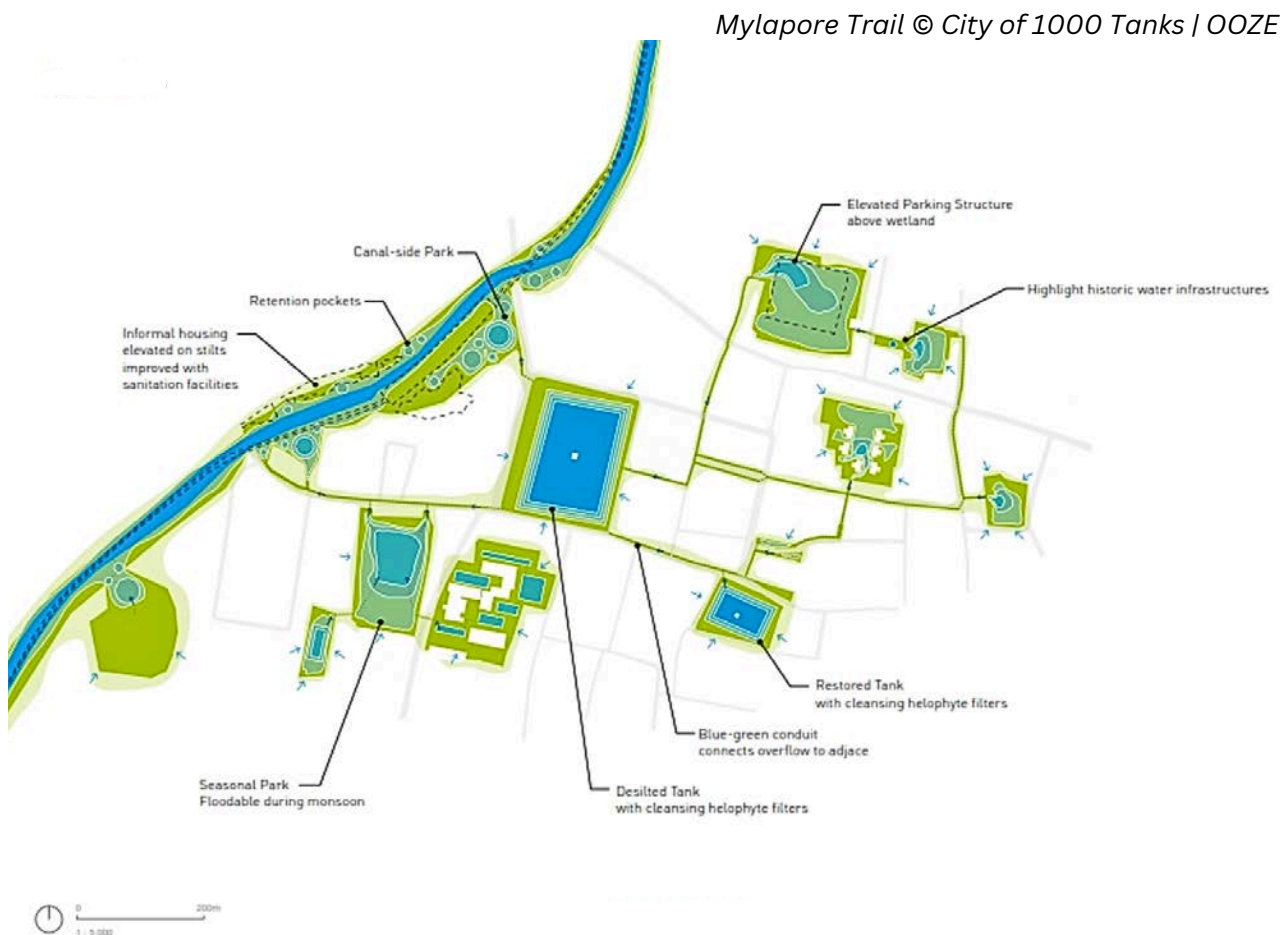 Mylapore Trail © City of 1000 Tanks | OOZE
Elevated Parking Structure
above wetland
Canal-side Park
Highlight historic water infrastructures
Retention pockets
Informal housing
elevated on stilts
improved with
sanitation facilities
Restored Tank
with cleansing helophyte filters
Blue-green conduit
connects overflow to adjace
Seasonal Park
Floodable during monsoon
Desilted Tank
with cleansing helophyte filters
0 200m
1 : 5 000